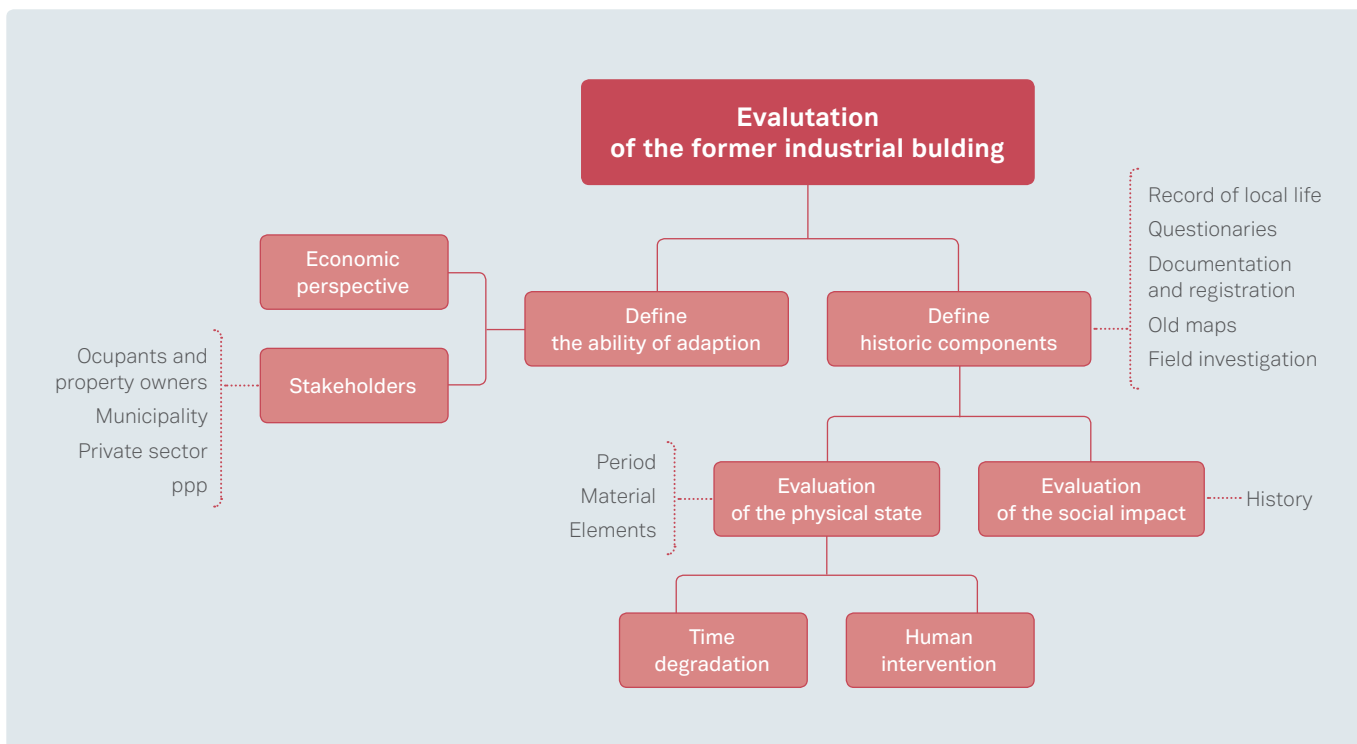 Evalutation
of the former industrial bulding
Record of local life
Questionaries
Documentation
and registration
Old maps
Field investigation
Economic
perspective
Define
the ability of adaption
Define
historic components
Ocupants and
property owners
Municipality
Private sector
ppp
Stakeholders
Period
Material
Elements
Evaluation
of the physical state
Evaluation
of the social impact
History
Time
degradation
Human
intervention